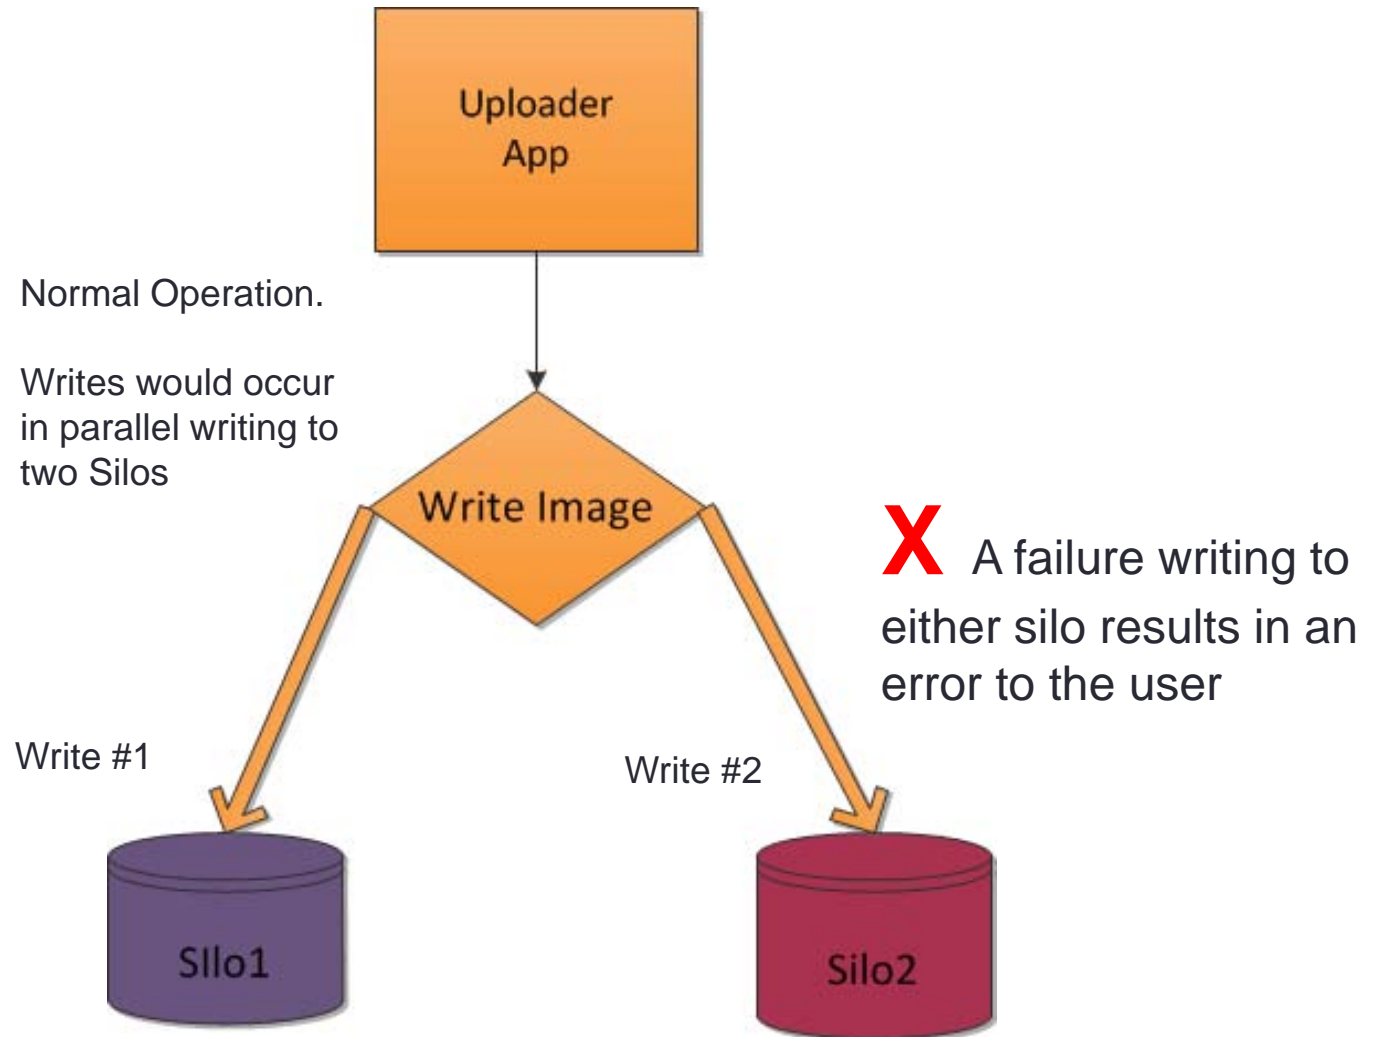 Uploader
App
Normal Operation.
Writes would occur
in parallel writing to
two Silos
Write Image
X A failure writing to
either silo results in an
error to the user
Write #1
Write #2
SIlo1
Silo2